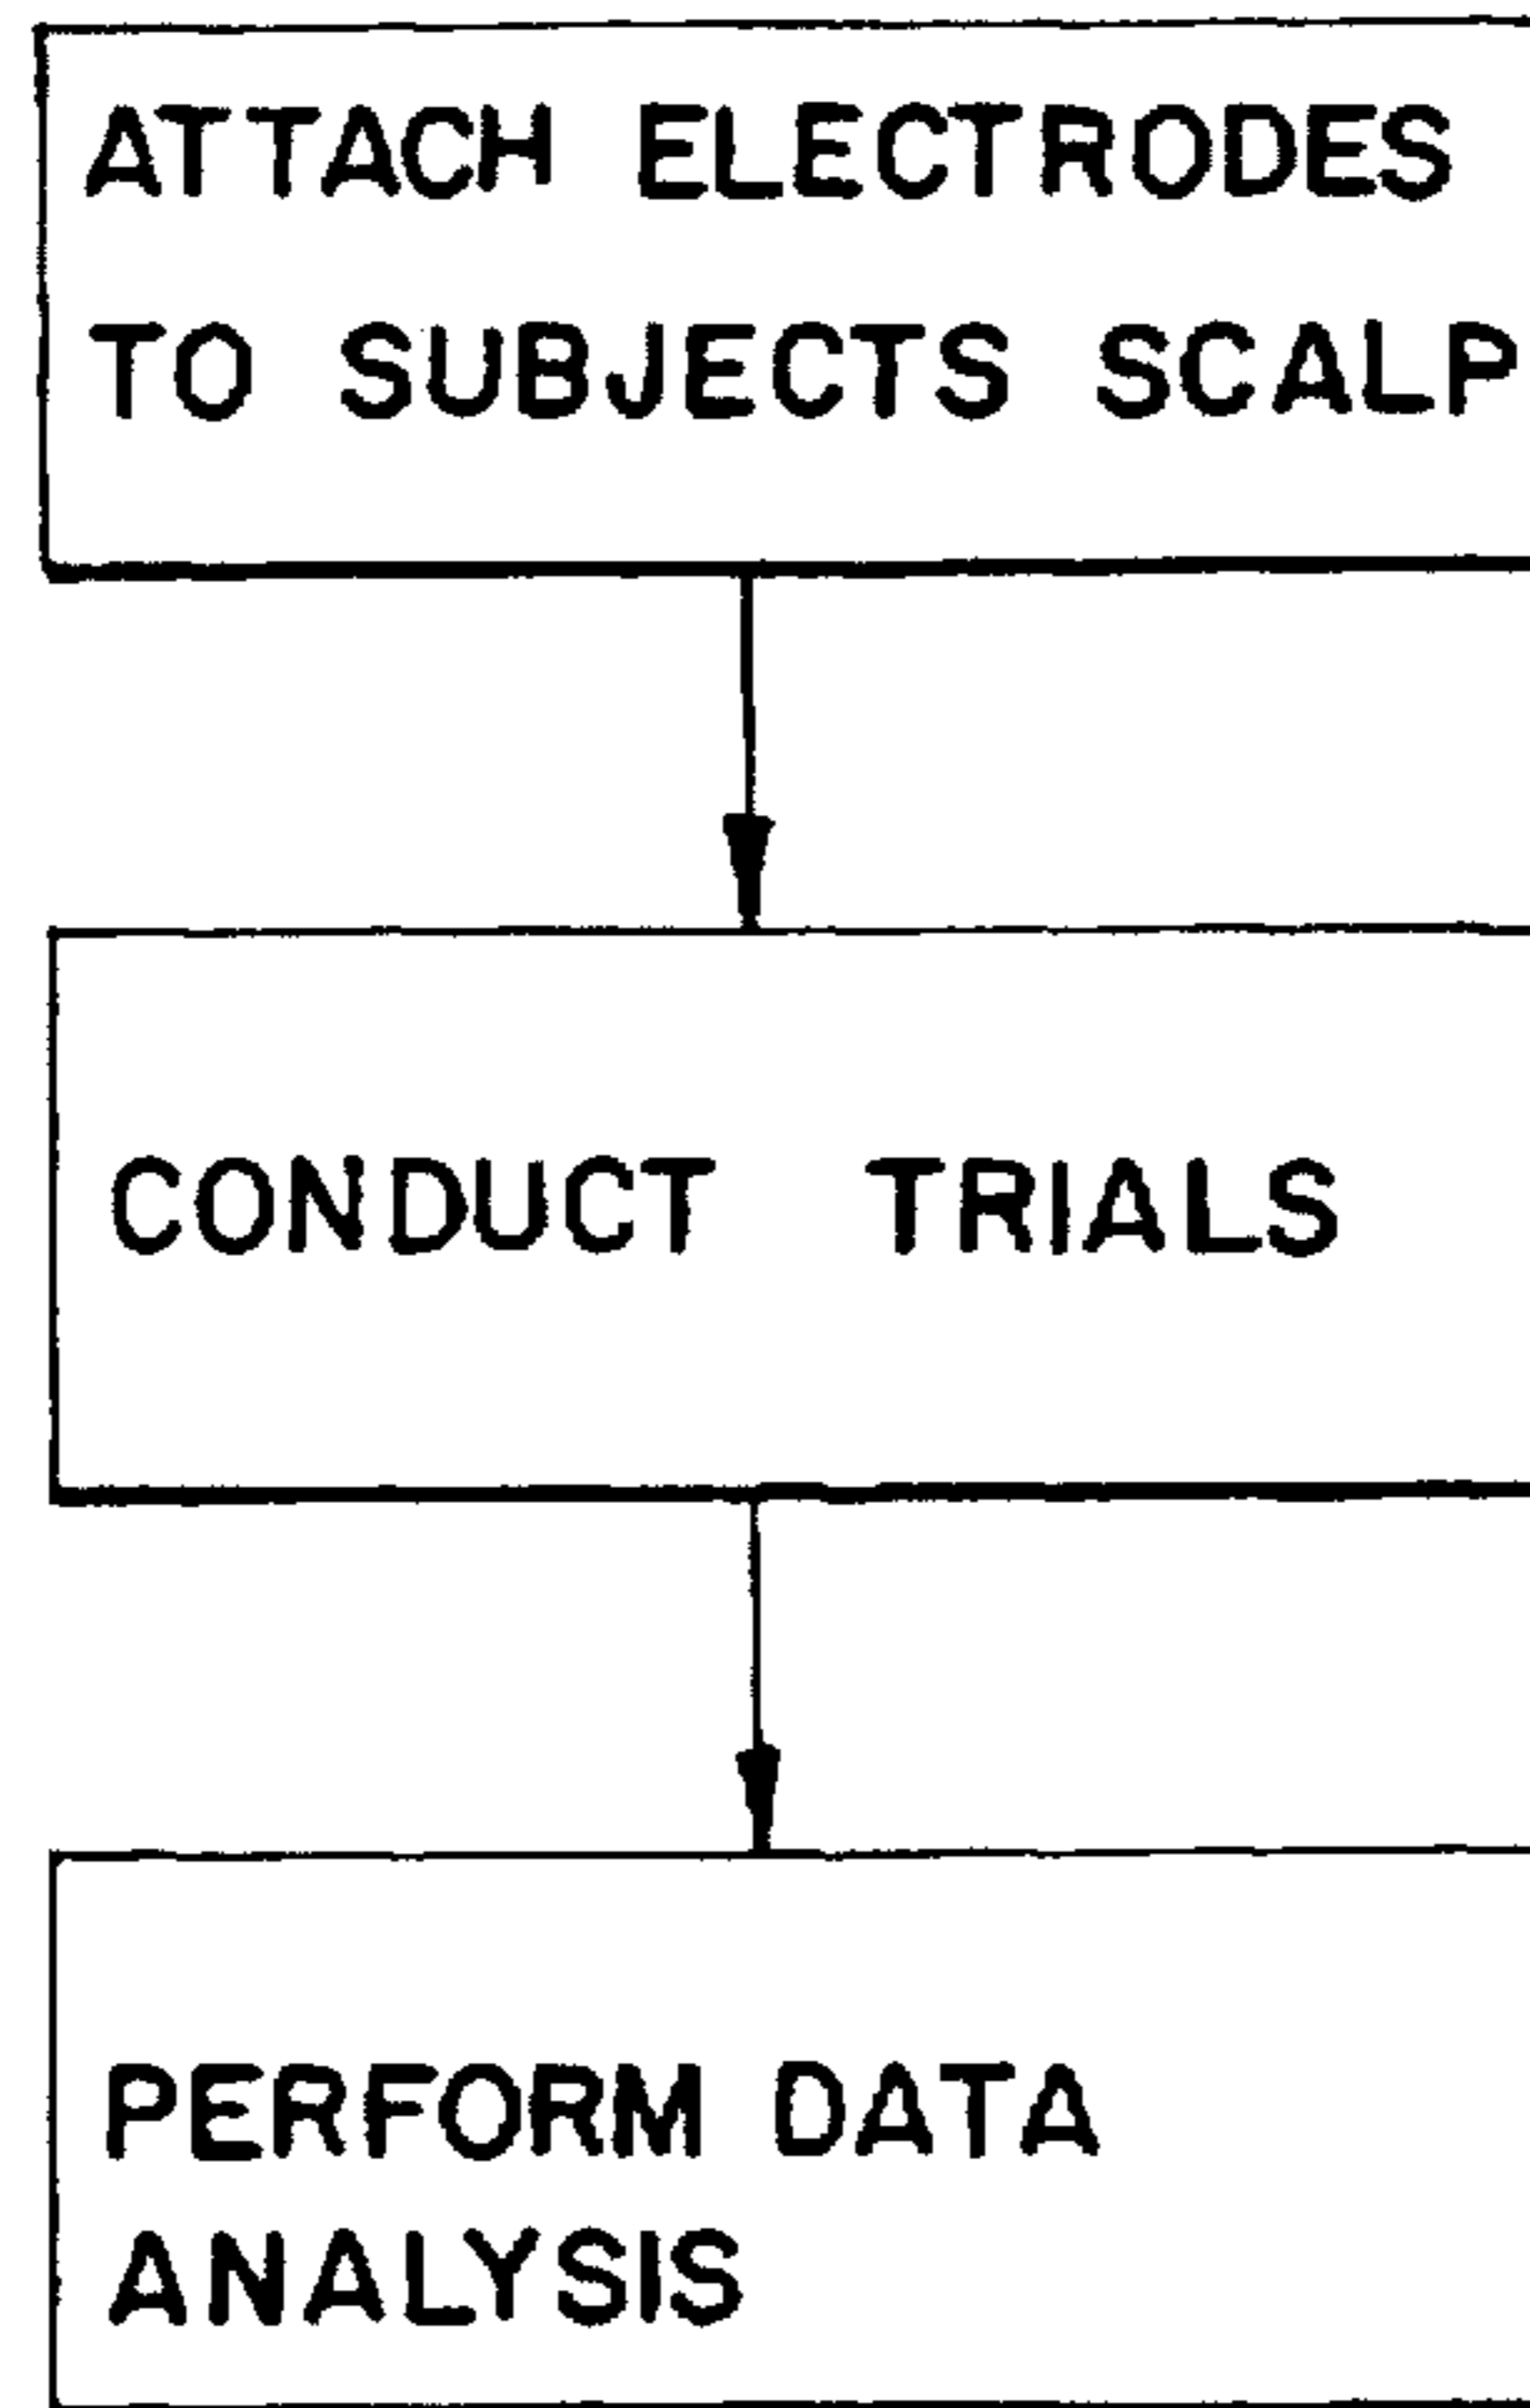 ATTACH ELECTRODES
TO SUBJECTS SCALP
CONDUCT TRIALS
PERFORM DATA
ANALYSIS